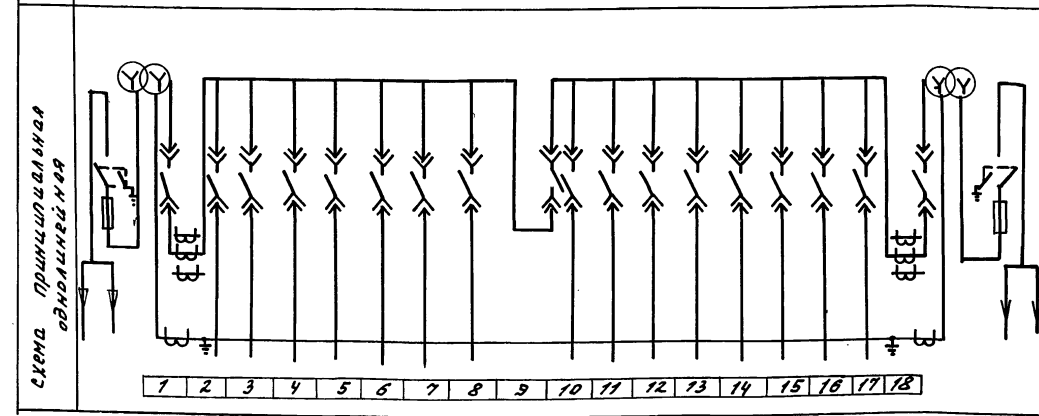 схема принципиальная
однолинейная
1 2 3 4 5 6 7 8 9 10 11 12 13 14 15 16 17 18